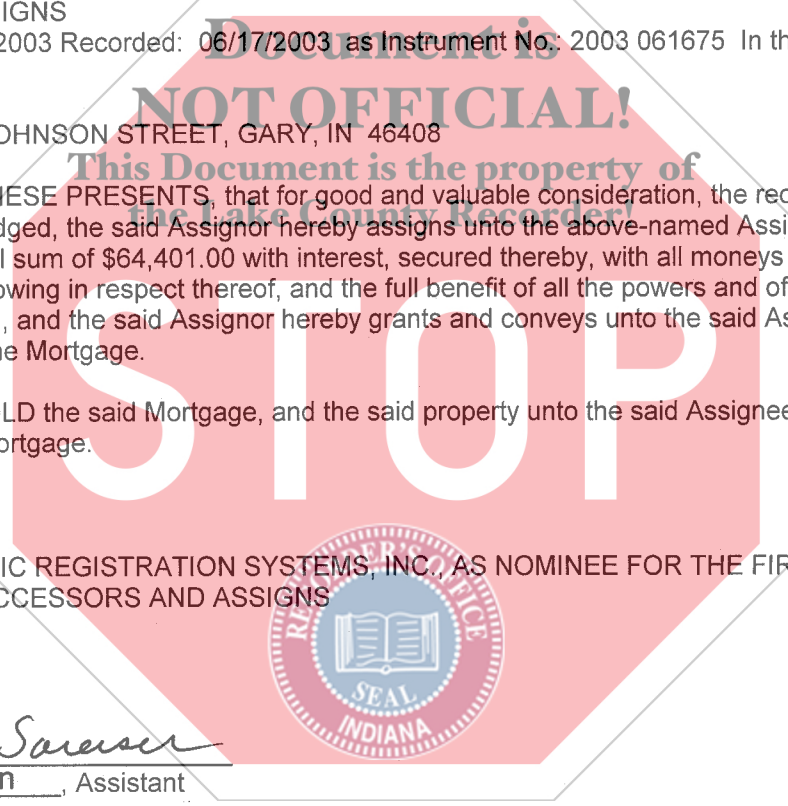 IGNS
Document is
2003 Recorded: 06/17/2003 as Instrument No.: 2003 061675 In th
NOT OFFICIAL!
OHNSON STREET, GARY, IN 46408
This Document is the property of
HESE PRESENTS, that for good and valuable consideration, the rec
the Lake County Recorder!
dged, the said Assignor hereby assigns unto the above-named Assi
l sum of $64,401.00 with interest, secured thereby, with all moneys
owing in respect thereof, and the full benefit of all the powers and of
, and the said Assignor hereby grants and conveys unto the said As
he Mortgage.
STOP
LD the said Mortgage, and the said property unto the said Assignee
ortgage.
IC REGISTRATION SYSTEMS, INC., AS NOMINEE FOR THE FIR
CCESSORS AND ASSIGNS
RECORDER'S OFFICE
SEAL
INDIANA
n, Assistant